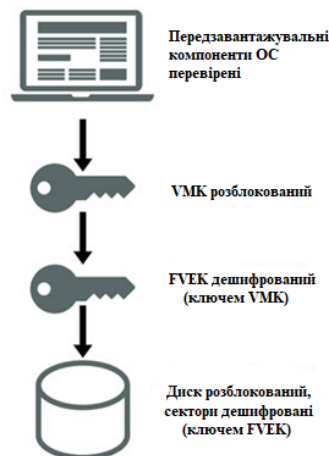 Передзавантажувальні
компоненти ОС
перевірені
VMK розблокований
FVEK дешифрований
(ключем VMK)
Диск розблокований,
сектори дешифровані
(ключем FVEK)